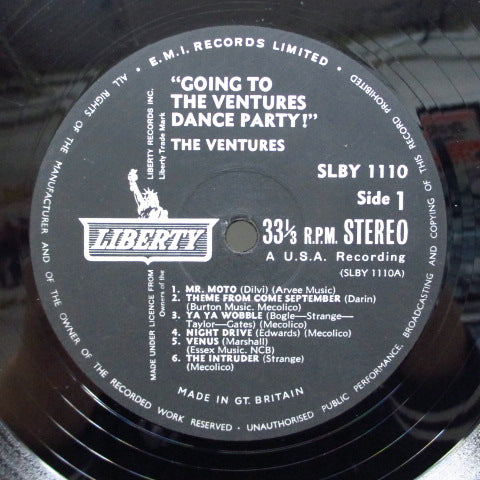 • E.M.I. RECORDS LIMITED •
ALL RIGHTS OF THE MANUFACTURER AND OF THE OWNER OF THE RECORDED WORK RESERVED · UNAUTHORISED PUBLIC PERFORMANCE, BROADCASTING AND COPYING OF THIS RECORD PROHIBITED
"GOING TO
THE VENTURES
DANCE PARTY!"
THE VENTURES
LIBERTY RECORDS INC.
Liberty Trade Mark
MADE UNDER LICENCE FROM
Owners of the
SLBY 1110
Side 1
LIBERTY
33⅓ R.P.M. STEREO
A U.S.A. Recording
(SLBY 1110A)
1. MR. MOTO (Dilvi) (Arvee Music)
2. THEME FROM COME SEPTEMBER (Darin)
(Burton Music. Mecolico)
3. YA YA WOBBLE (Bogle—Strange—
Taylor—Gates) (Mecolico)
4. NIGHT DRIVE (Edwards) (Mecolico)
5. VENUS (Marshall)
(Essex Music. NCB)
6. THE INTRUDER (Strange)
(Mecolico)
MADE IN GT. BRITAIN